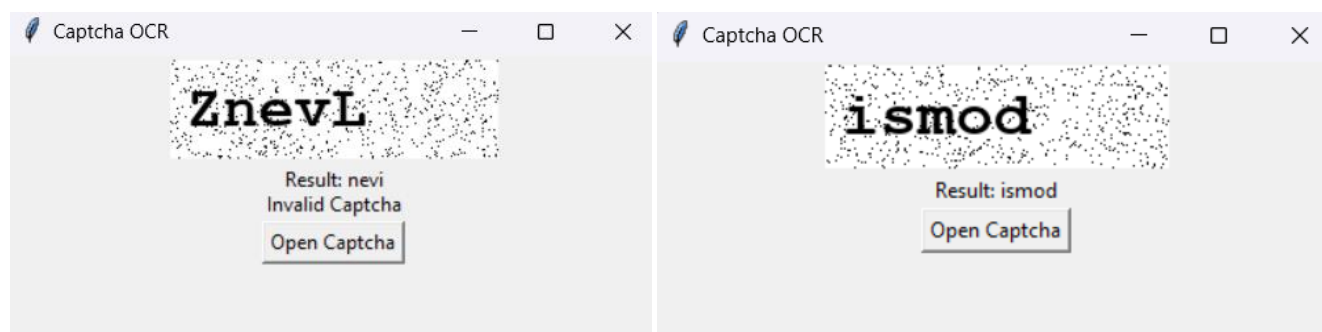 Captcha OCR
ZnevL
Result: nevi
Invalid Captcha
Open Captcha
Captcha OCR
ismod
Result: ismod
Open Captcha